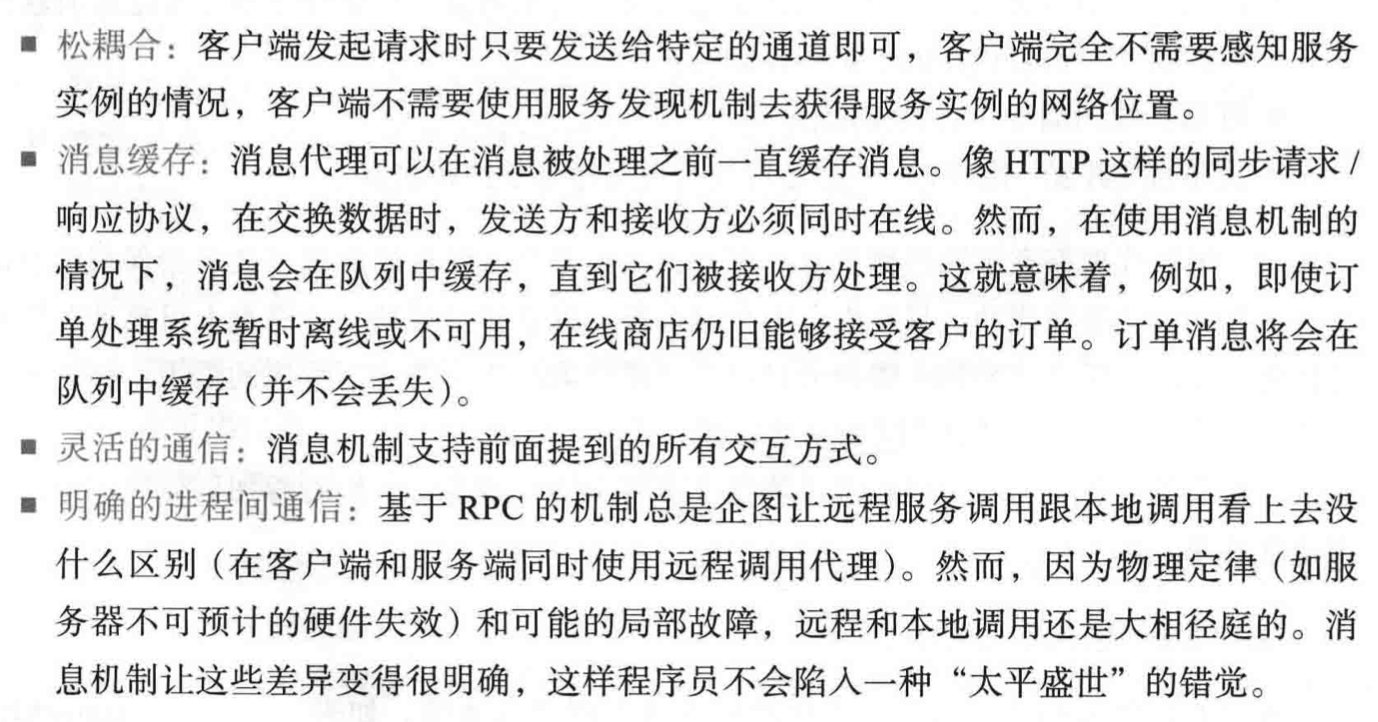 ■ 松耦合：客户端发起请求时只要发送给特定的通道即可，客户端完全不需要感知服务
实例的情况，客户端不需要使用服务发现机制去获得服务实例的网络位置。
■ 消息缓存：消息代理可以在消息被处理之前一直缓存消息。像 HTTP 这样的同步请求 /
响应协议，在交换数据时，发送方和接收方必须同时在线。然而，在使用消息机制的
情况下，消息会在队列中缓存，直到它们被接收方处理。这就意味着，例如，即使订
单处理系统暂时离线或不可用，在线商店仍旧能够接受客户的订单。订单消息将会在
队列中缓存（并不会丢失）。
■ 灵活的通信：消息机制支持前面提到的所有交互方式。
■ 明确的进程间通信：基于 RPC 的机制总是企图让远程服务调用跟本地调用看上去没
什么区别（在客户端和服务端同时使用远程调用代理）。然而，因为物理定律（如服
务器不可预计的硬件失效）和可能的局部故障，远程和本地调用还是大相径庭的。消
息机制让这些差异变得很明确，这样程序员不会陷入一种“太平盛世”的错觉。